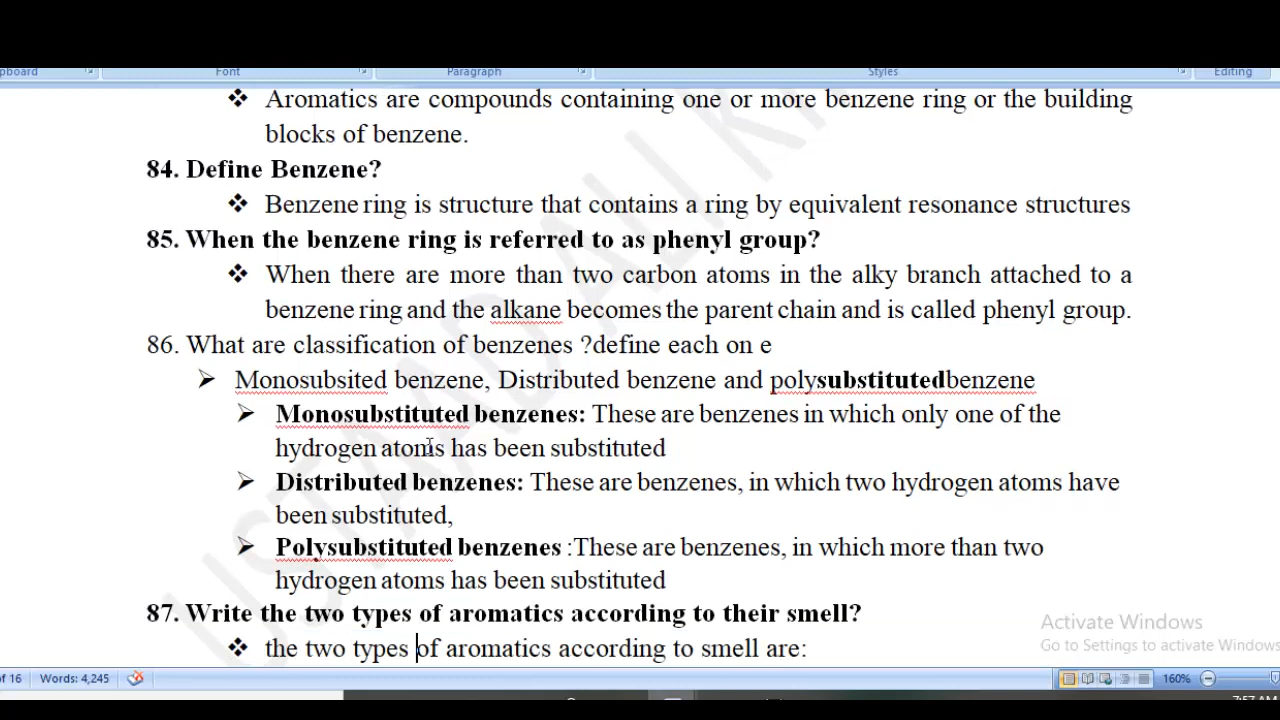 pboard Font Paragraph Styles Editing
❖ Aromatics are compounds containing one or more benzene ring or the building
blocks of benzene.
84. Define Benzene?
❖ Benzene ring is structure that contains a ring by equivalent resonance structures
85. When the benzene ring is referred to as phenyl group?
❖ When there are more than two carbon atoms in the alky branch attached to a
benzene ring and the alkane becomes the parent chain and is called phenyl group.
86. What are classification of benzenes ?define each on e
➢ Monosubsited benzene, Distributed benzene and polysubstitutedbenzene
➢ Monosubstituted benzenes: These are benzenes in which only one of the
hydrogen atoms has been substituted
➢ Distributed benzenes: These are benzenes, in which two hydrogen atoms have
been substituted,
➢ Polysubstituted benzenes :These are benzenes, in which more than two
hydrogen atoms has been substituted
87. Write the two types of aromatics according to their smell?
❖ the two types of aromatics according to smell are:
Activate Windows
Go to Settings to activate Windows
of 16 Words: 4,245 160%
7:57 AM